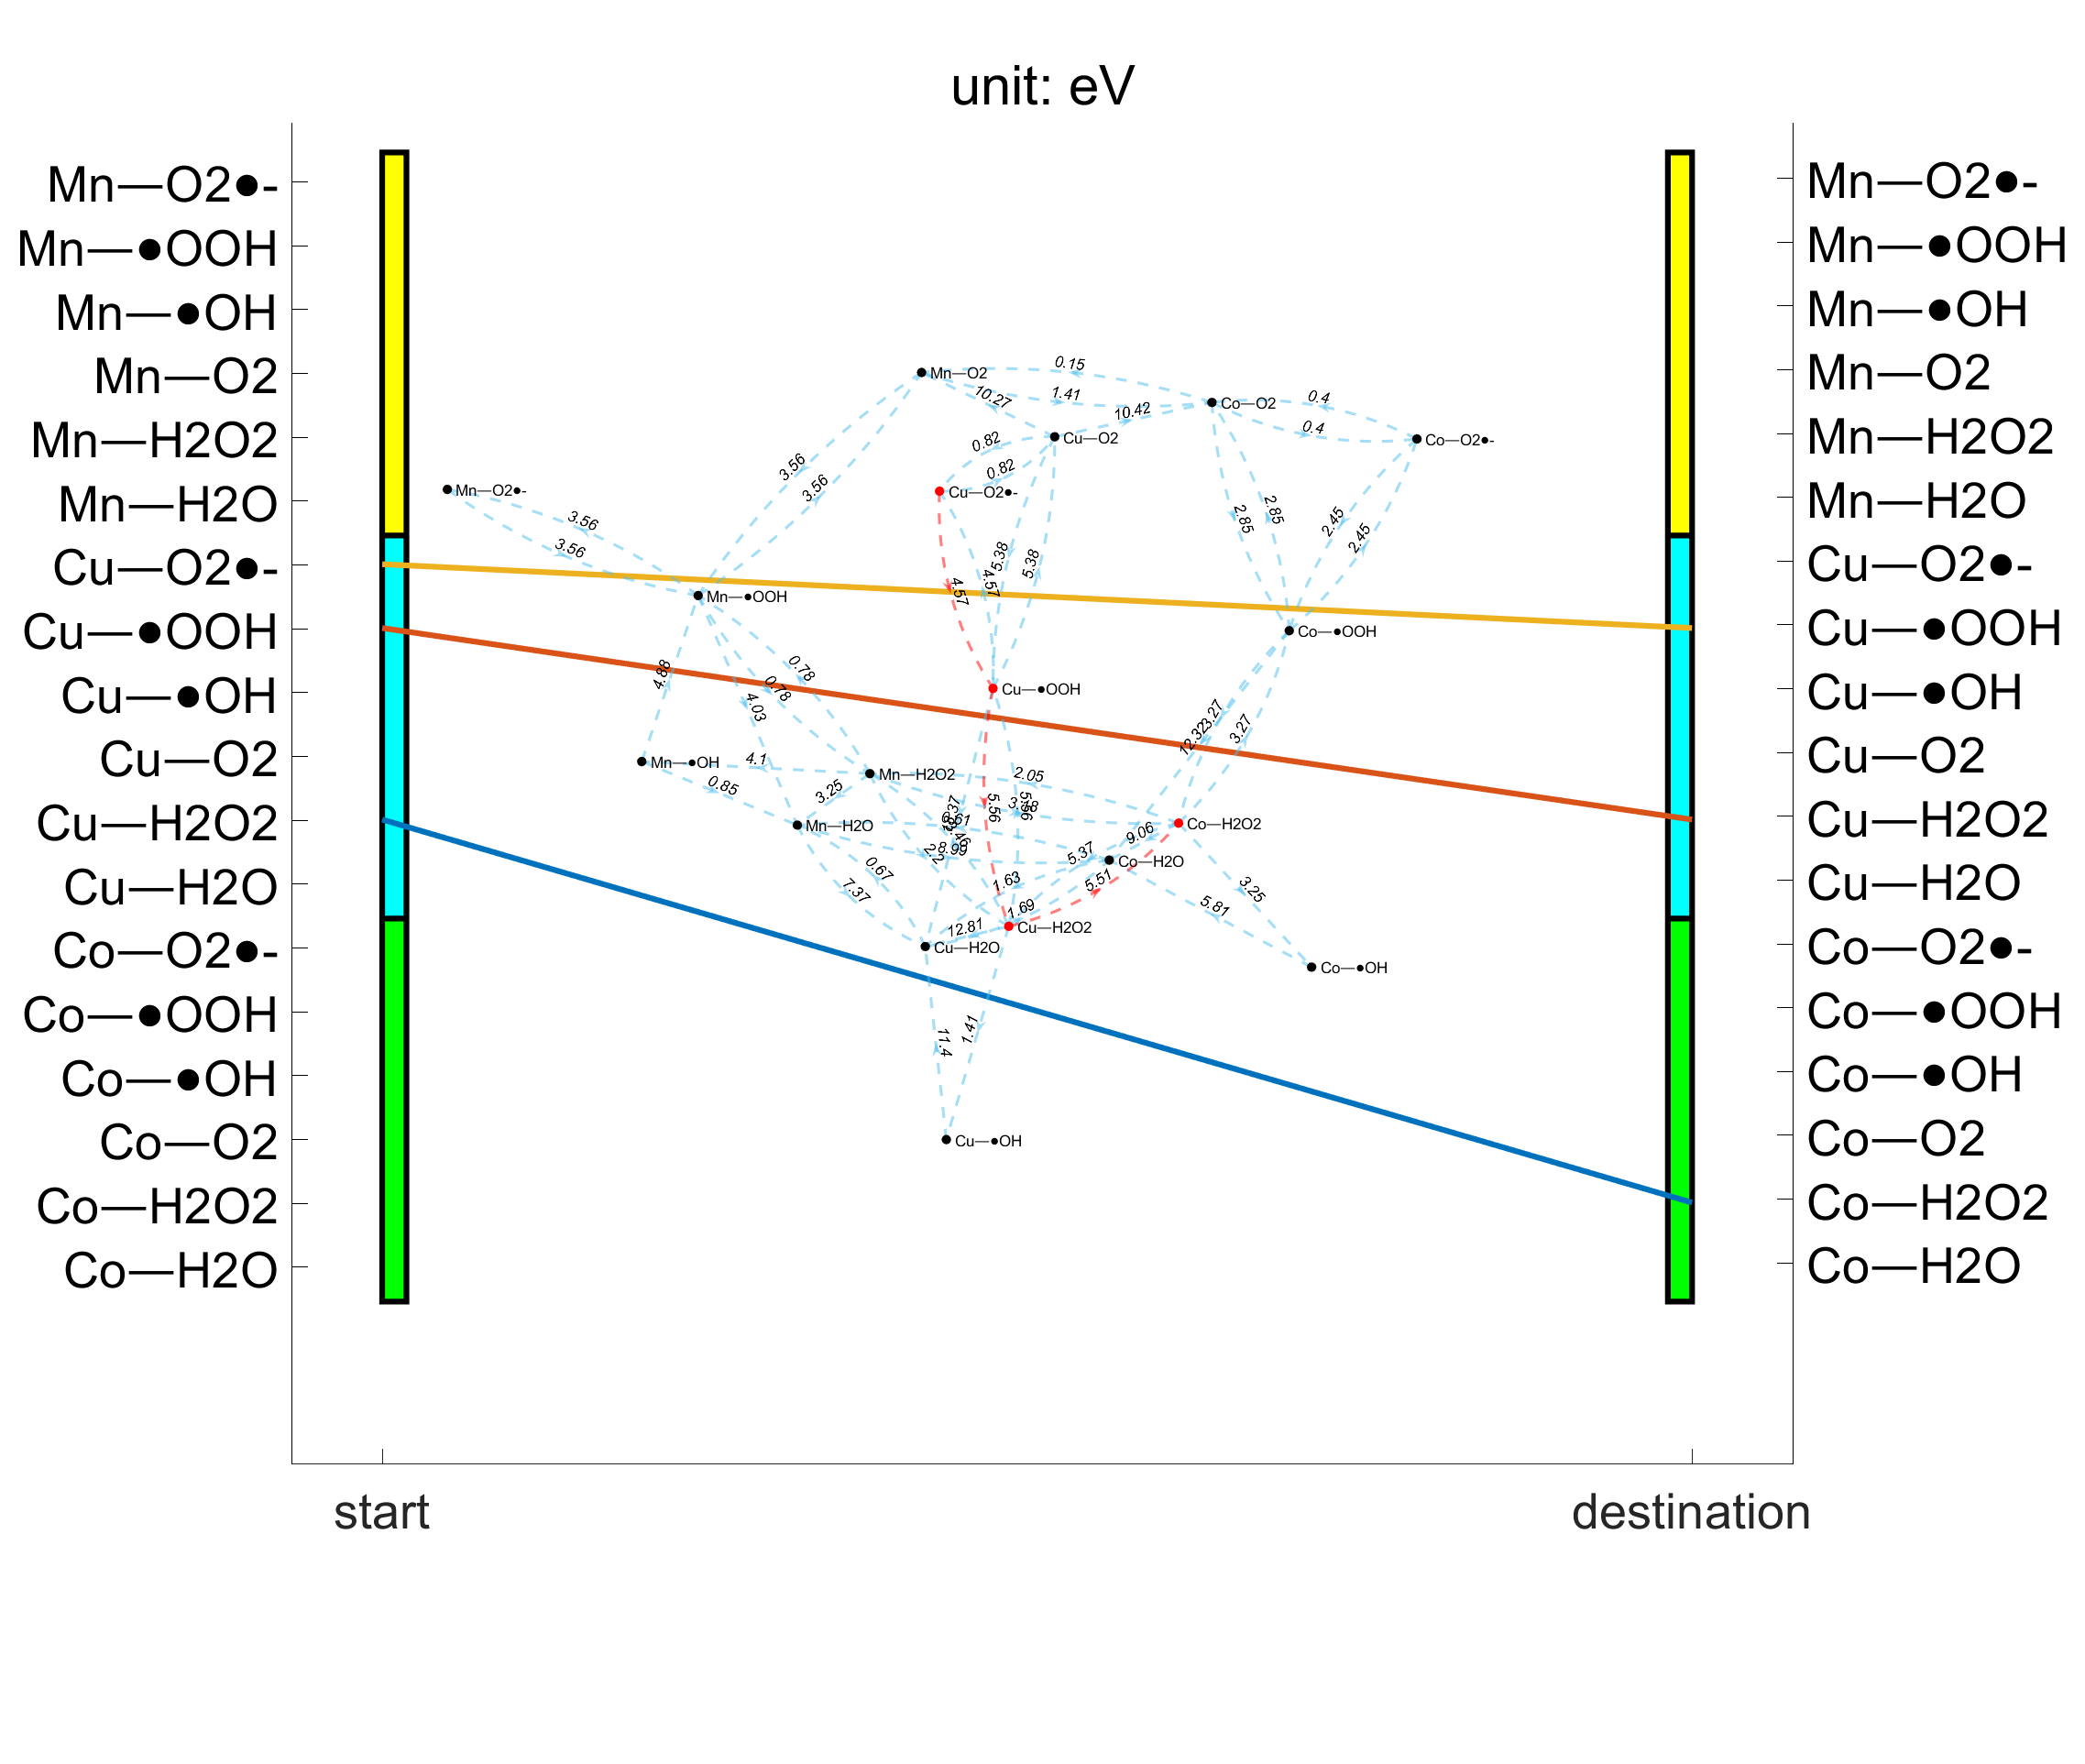 unit: eV
Mn—O2●-
Mn—●OOH
Mn—●OH
Mn—O2
Mn—H2O2
Mn—H2O
Cu—O2●-
Cu—●OOH
Cu—●OH
Cu—O2
Cu—H2O2
Cu—H2O
Co—O2●-
Co—●OOH
Co—●OH
Co—O2
Co—H2O2
Co—H2O
0.15
Mn—O2
10.27
1.41
10.42
Co—O2
0.4
0.4
Co—O2●-
Cu—O2
0.82
0.82
3.56
3.56
Mn—O2●-
Cu—O2●-
3.56
3.56
2.85
2.85
2.45
2.45
5.38
5.38
4.57
4.57
Mn—●OOH
Co—●OOH
4.88
0.78
0.78
4.03
Cu—●OOH
12.32
3.27
3.27
Mn—●OH
4.1
Mn—H2O2
2.05
0.85
3.25
5.56
5.56
Mn—H2O
Co—H2O2
9.06
8.99
2.2
5.37
Co—H2O
0.67
7.37
1.63
5.51
3.25
1.69
5.81
12.81
Cu—H2O2
Cu—H2O
Co—●OH
11.4
1.41
Cu—●OH
Mn—O2●-
Mn—●OOH
Mn—●OH
Mn—O2
Mn—H2O2
Mn—H2O
Cu—O2●-
Cu—●OOH
Cu—●OH
Cu—O2
Cu—H2O2
Cu—H2O
Co—O2●-
Co—●OOH
Co—●OH
Co—O2
Co—H2O2
Co—H2O
start
destination